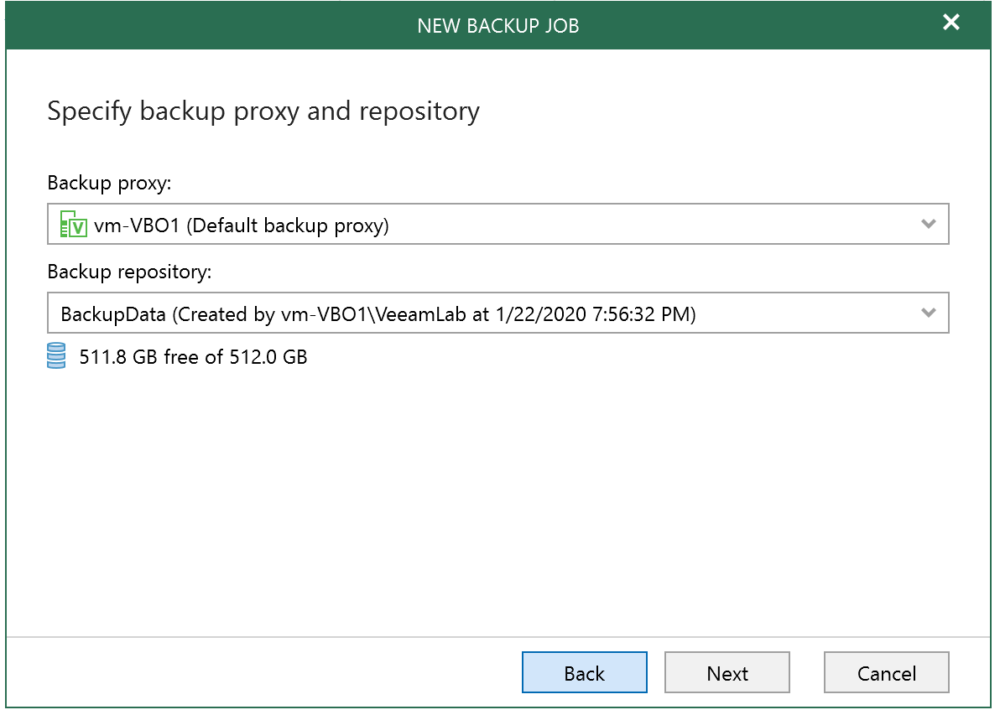 NEW BACKUP JOB
Specify backup proxy and repository
Backup proxy:
vm-VBO1 (Default backup proxy)
Backup repository:
BackupData (Created by vm-VBO1\VeeamLab at 1/22/2020 7:56:32 PM)
511.8 GB free of 512.0 GB
Back Next Cancel